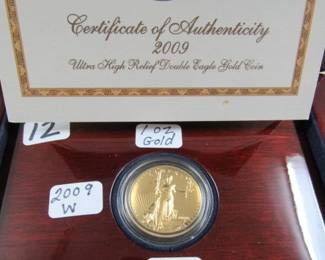 Certificate of Authenticity
2009
Ultra High Relief Double Eagle Gold Coin
12
1 oz
Gold
2009
W